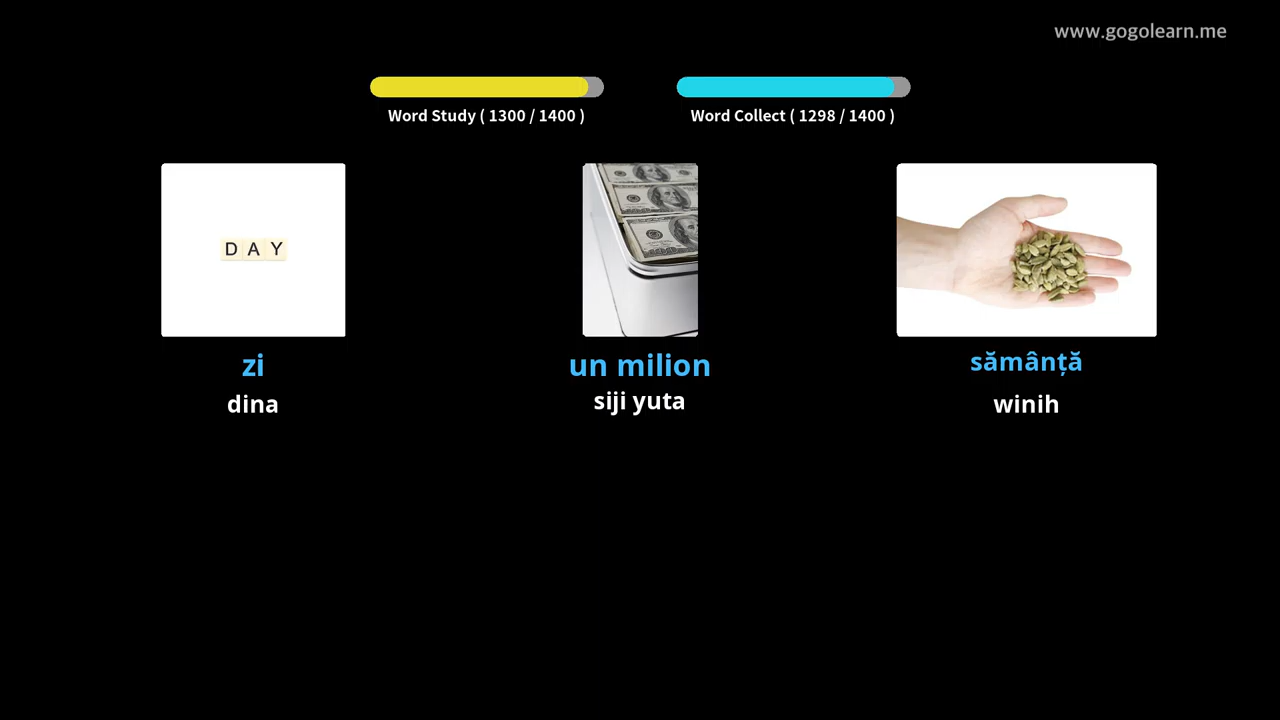 www.gogolearn.me
Word Study ( 1300 / 1400 )
Word Collect ( 1298 / 1400 )
DAY
zi
dina
un milion
siji yuta
sămânță
winih